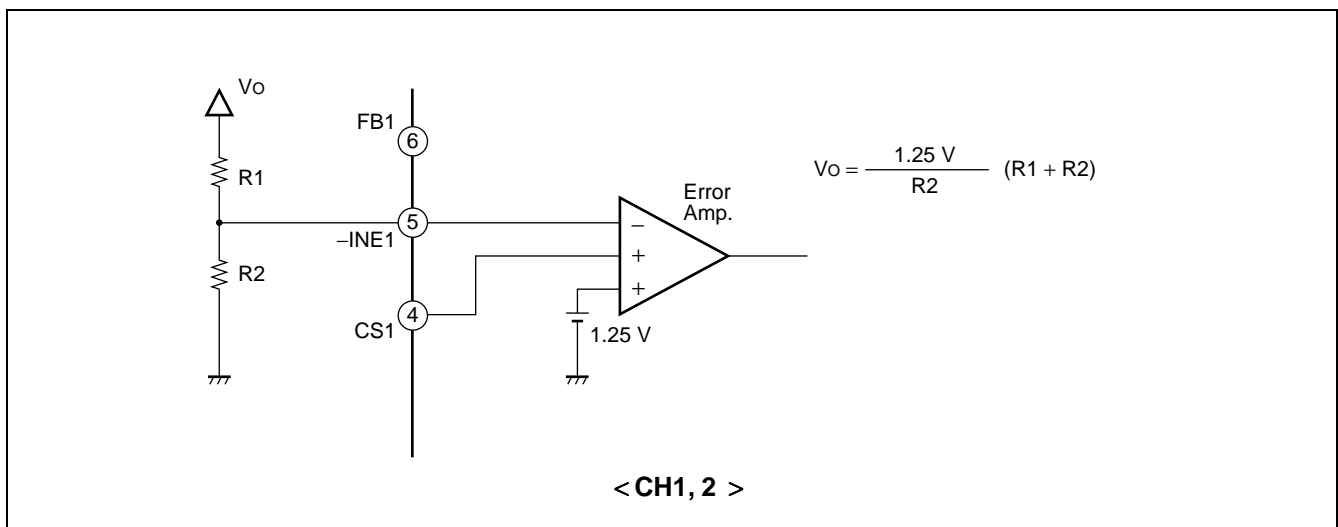 Vo
R1
R2
FB1
6
5
−INE1
4
CS1
Error
Amp.
−
+
+
1.25 V
Vo = 1.25 V / R2 (R1 + R2)
< CH1, 2 >